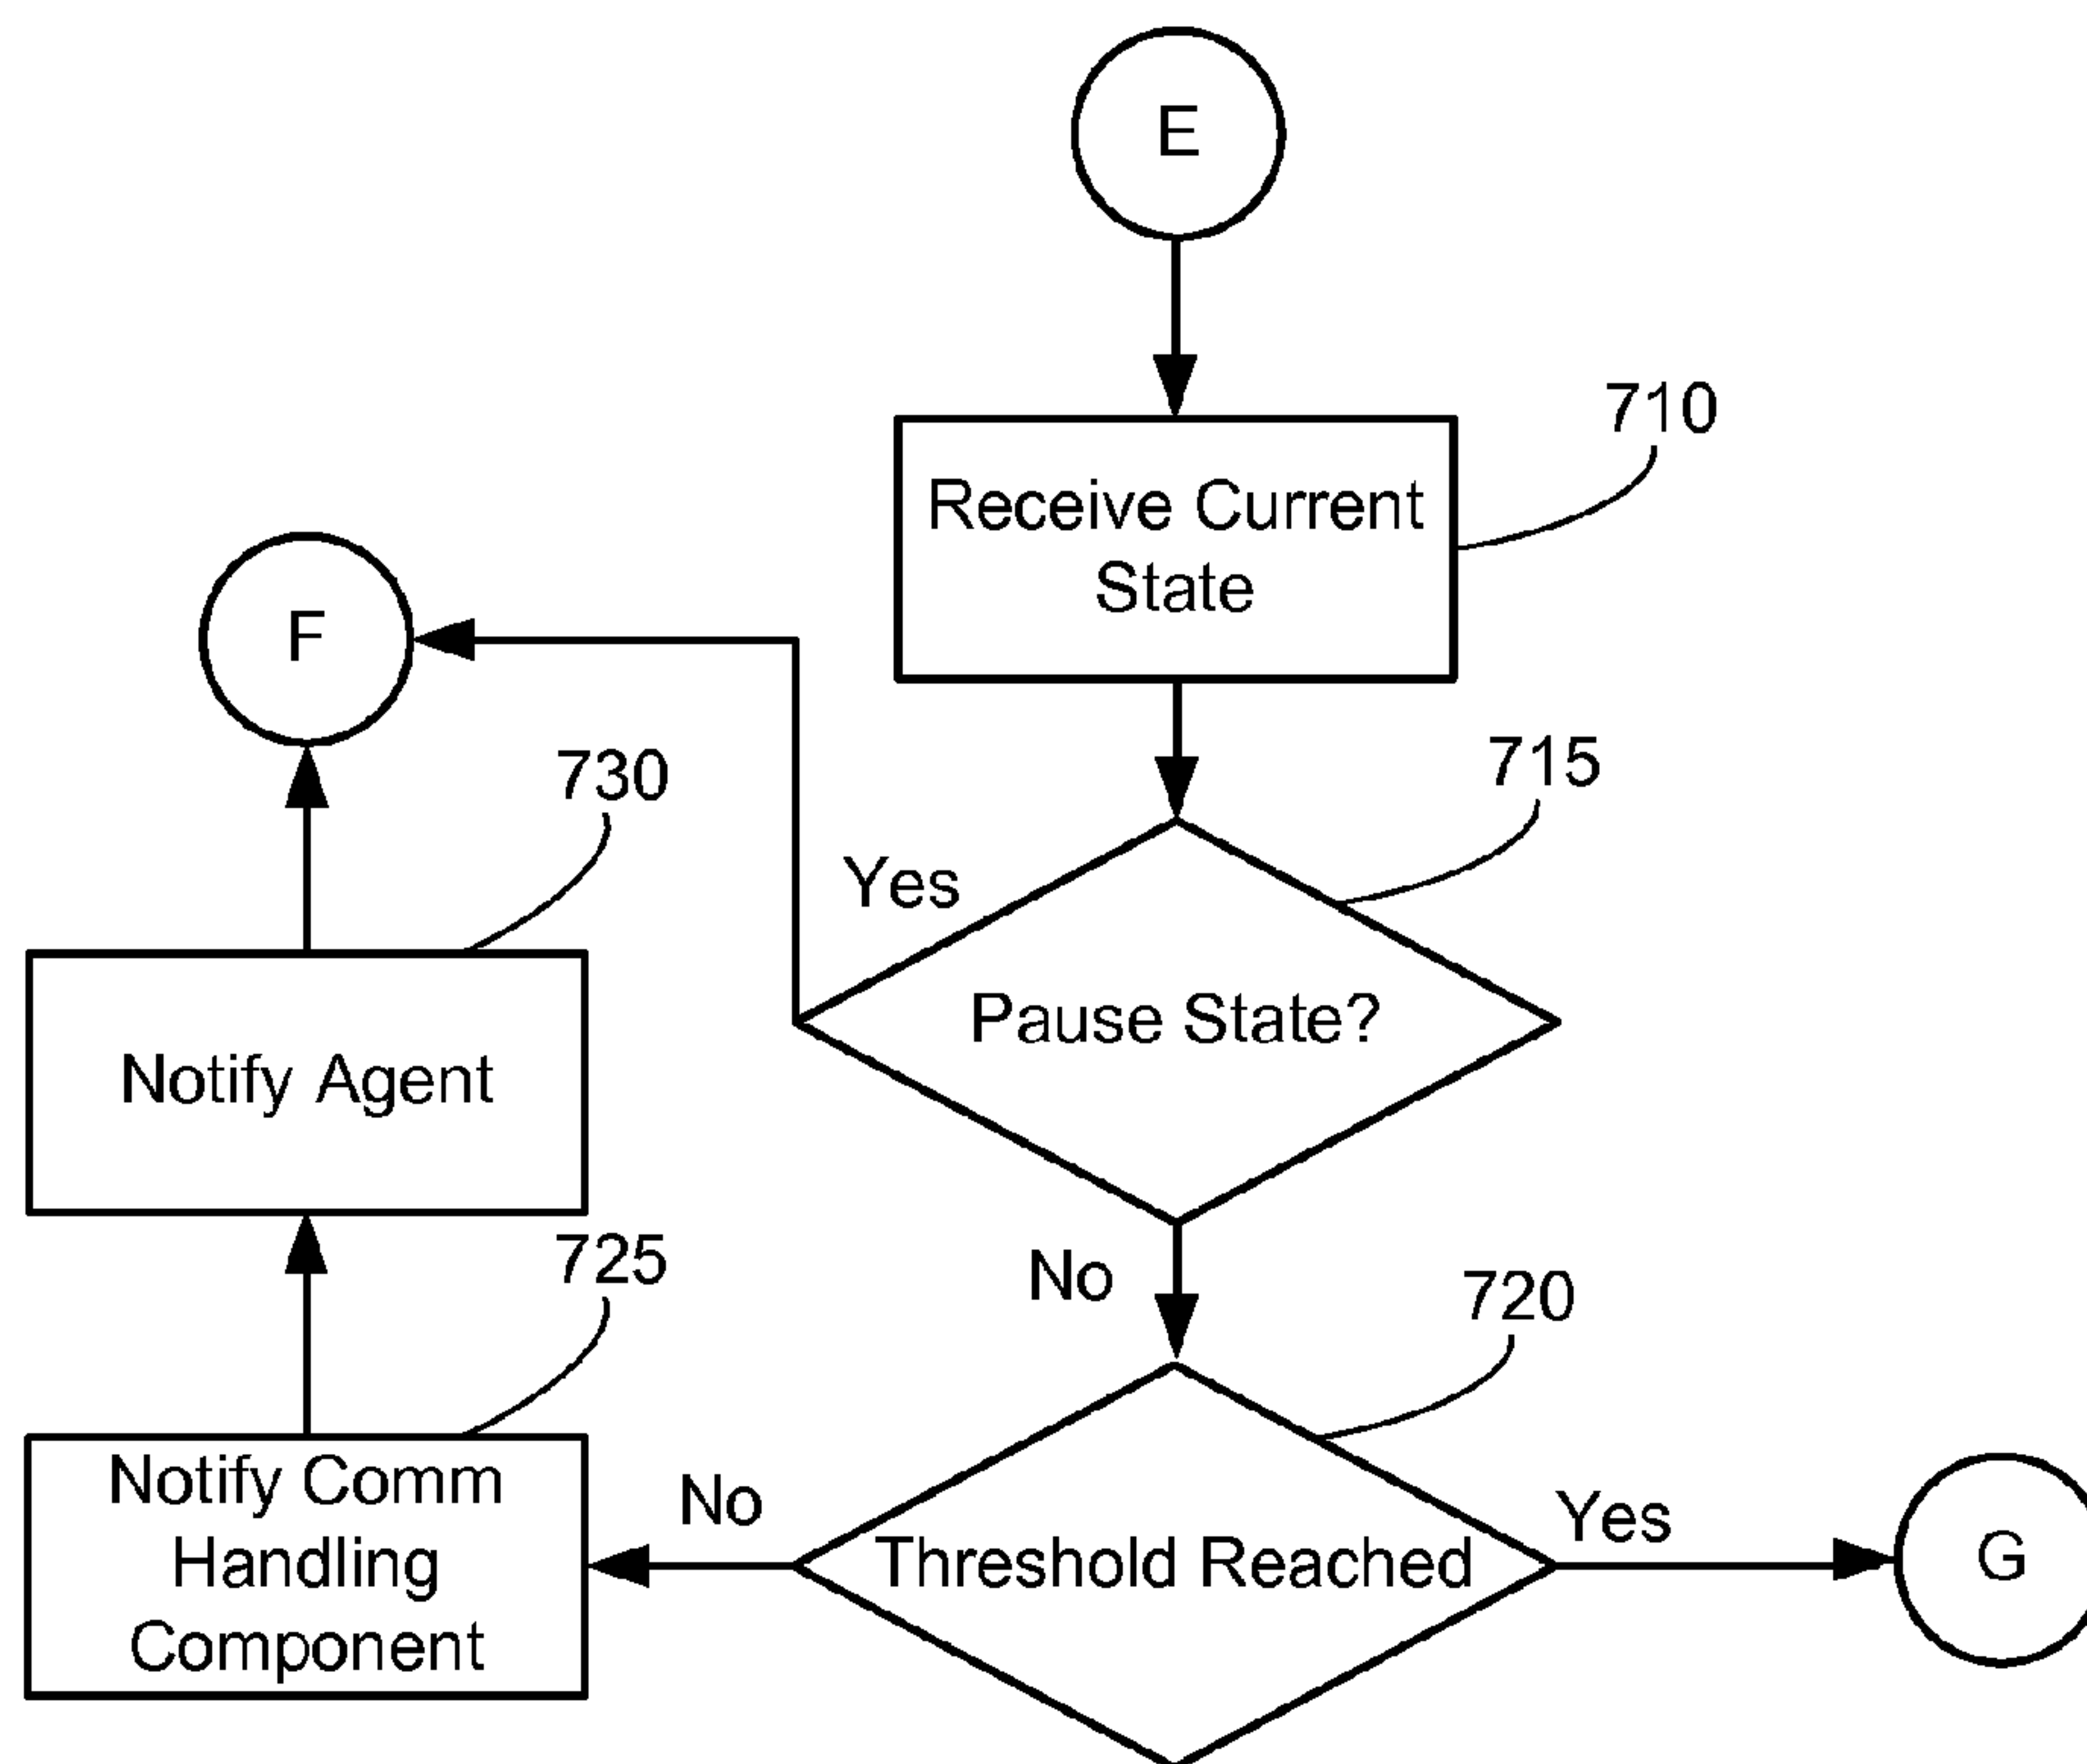 E
710
Receive Current
State
F
715
730
Yes
Pause State?
Notify Agent
No
725
720
Notify Comm
Handling
Component
No
Threshold Reached
Yes
G